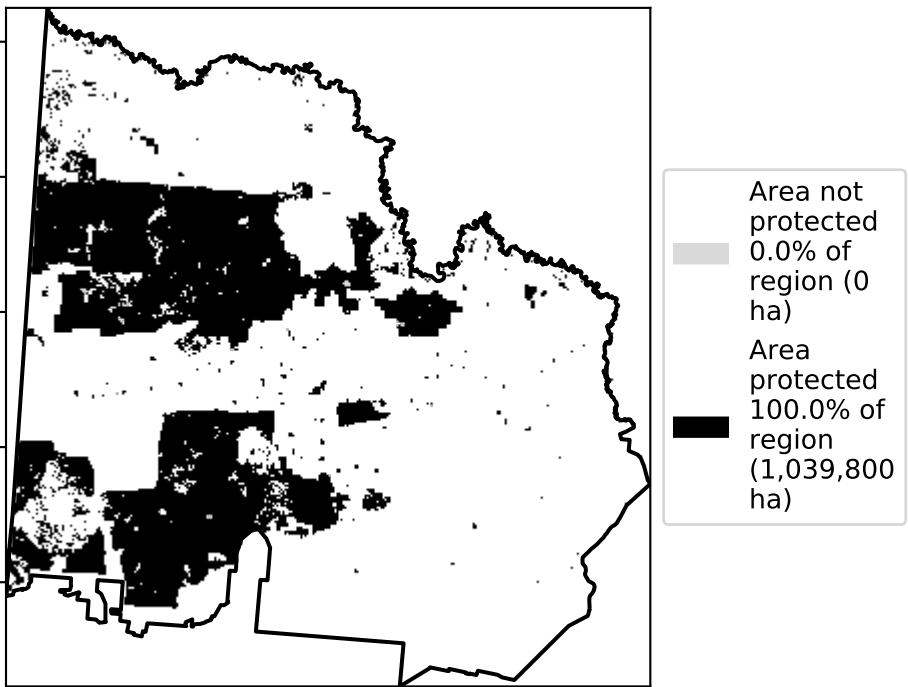 Area not
protected
0.0% of
region (0
ha)
Area
protected
100.0% of
region
(1,039,800
ha)